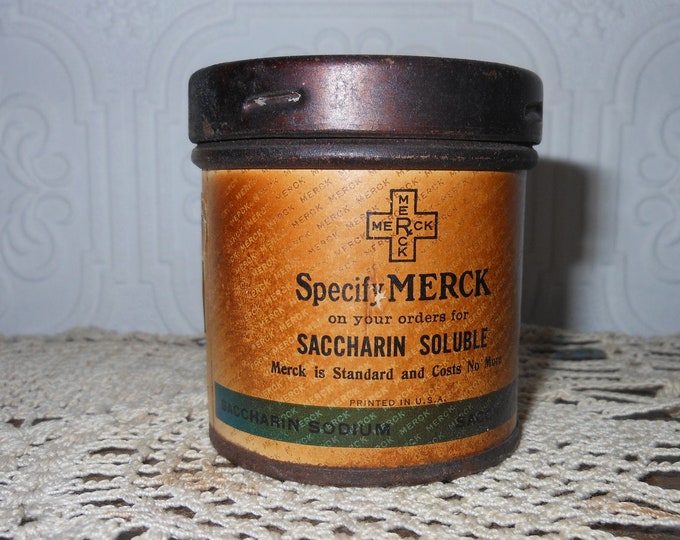 MERCK
MERCK
Specify MERCK
on your orders for
SACCHARIN SOLUBLE
Merck is Standard and Costs No More
PRINTED IN U.S.A.
SACCHARIN SODIUM